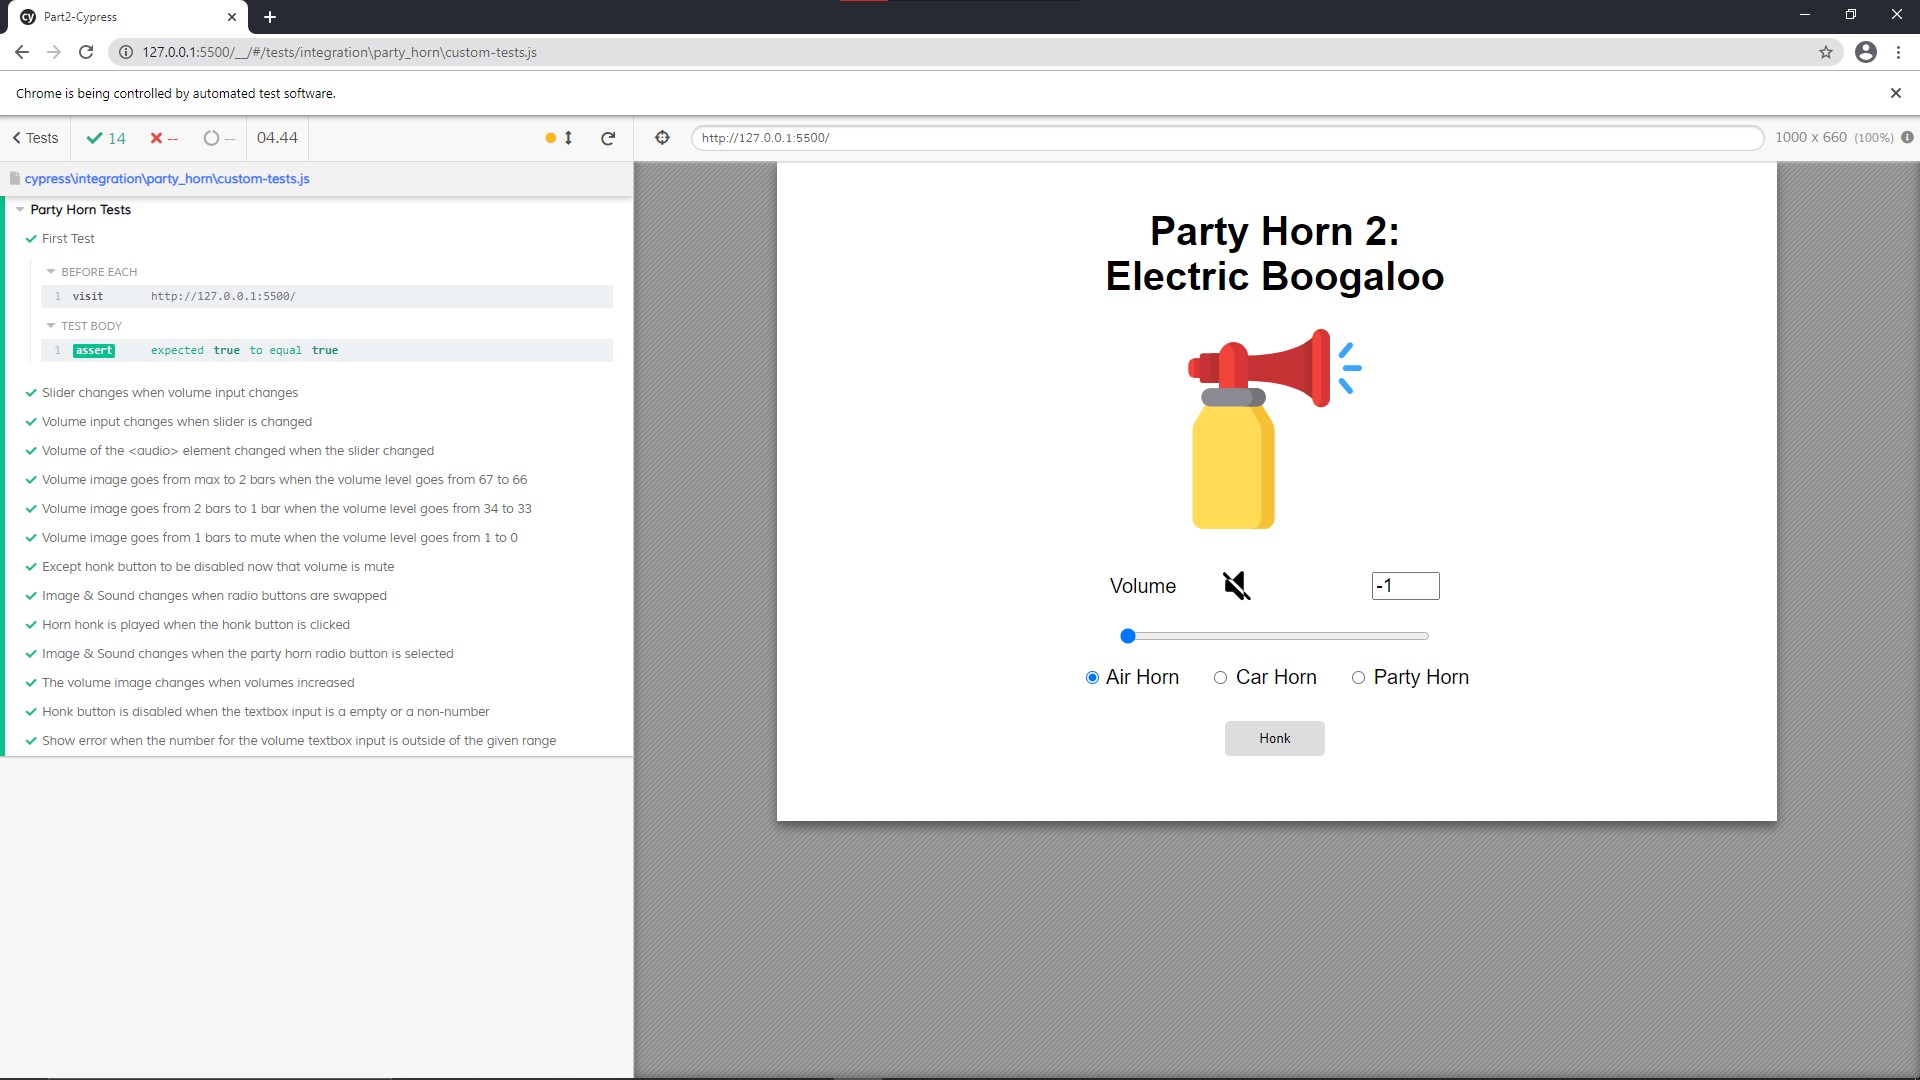 Part2-Cypress
127.0.0.1:5500/__/#/tests/integration\party_horn\custom-tests.js
Chrome is being controlled by automated test software.
Tests 14 -- -- 04.44
http://127.0.0.1:5500/ 1000 x 660 (100%)
cypress\integration\party_horn\custom-tests.js
Party Horn Tests
First Test
BEFORE EACH
1 visit http://127.0.0.1:5500/
TEST BODY
1 assert expected true to equal true
Slider changes when volume input changes
Volume input changes when slider is changed
Volume of the <audio> element changed when the slider changed
Volume image goes from max to 2 bars when the volume level goes from 67 to 66
Volume image goes from 2 bars to 1 bar when the volume level goes from 34 to 33
Volume image goes from 1 bars to mute when the volume level goes from 1 to 0
Except honk button to be disabled now that volume is mute
Image & Sound changes when radio buttons are swapped
Horn honk is played when the honk button is clicked
Image & Sound changes when the party horn radio button is selected
The volume image changes when volumes increased
Honk button is disabled when the textbox input is a empty or a non-number
Show error when the number for the volume textbox input is outside of the given range
Party Horn 2:
Electric Boogaloo
Volume -1
Air Horn Car Horn Party Horn
Honk